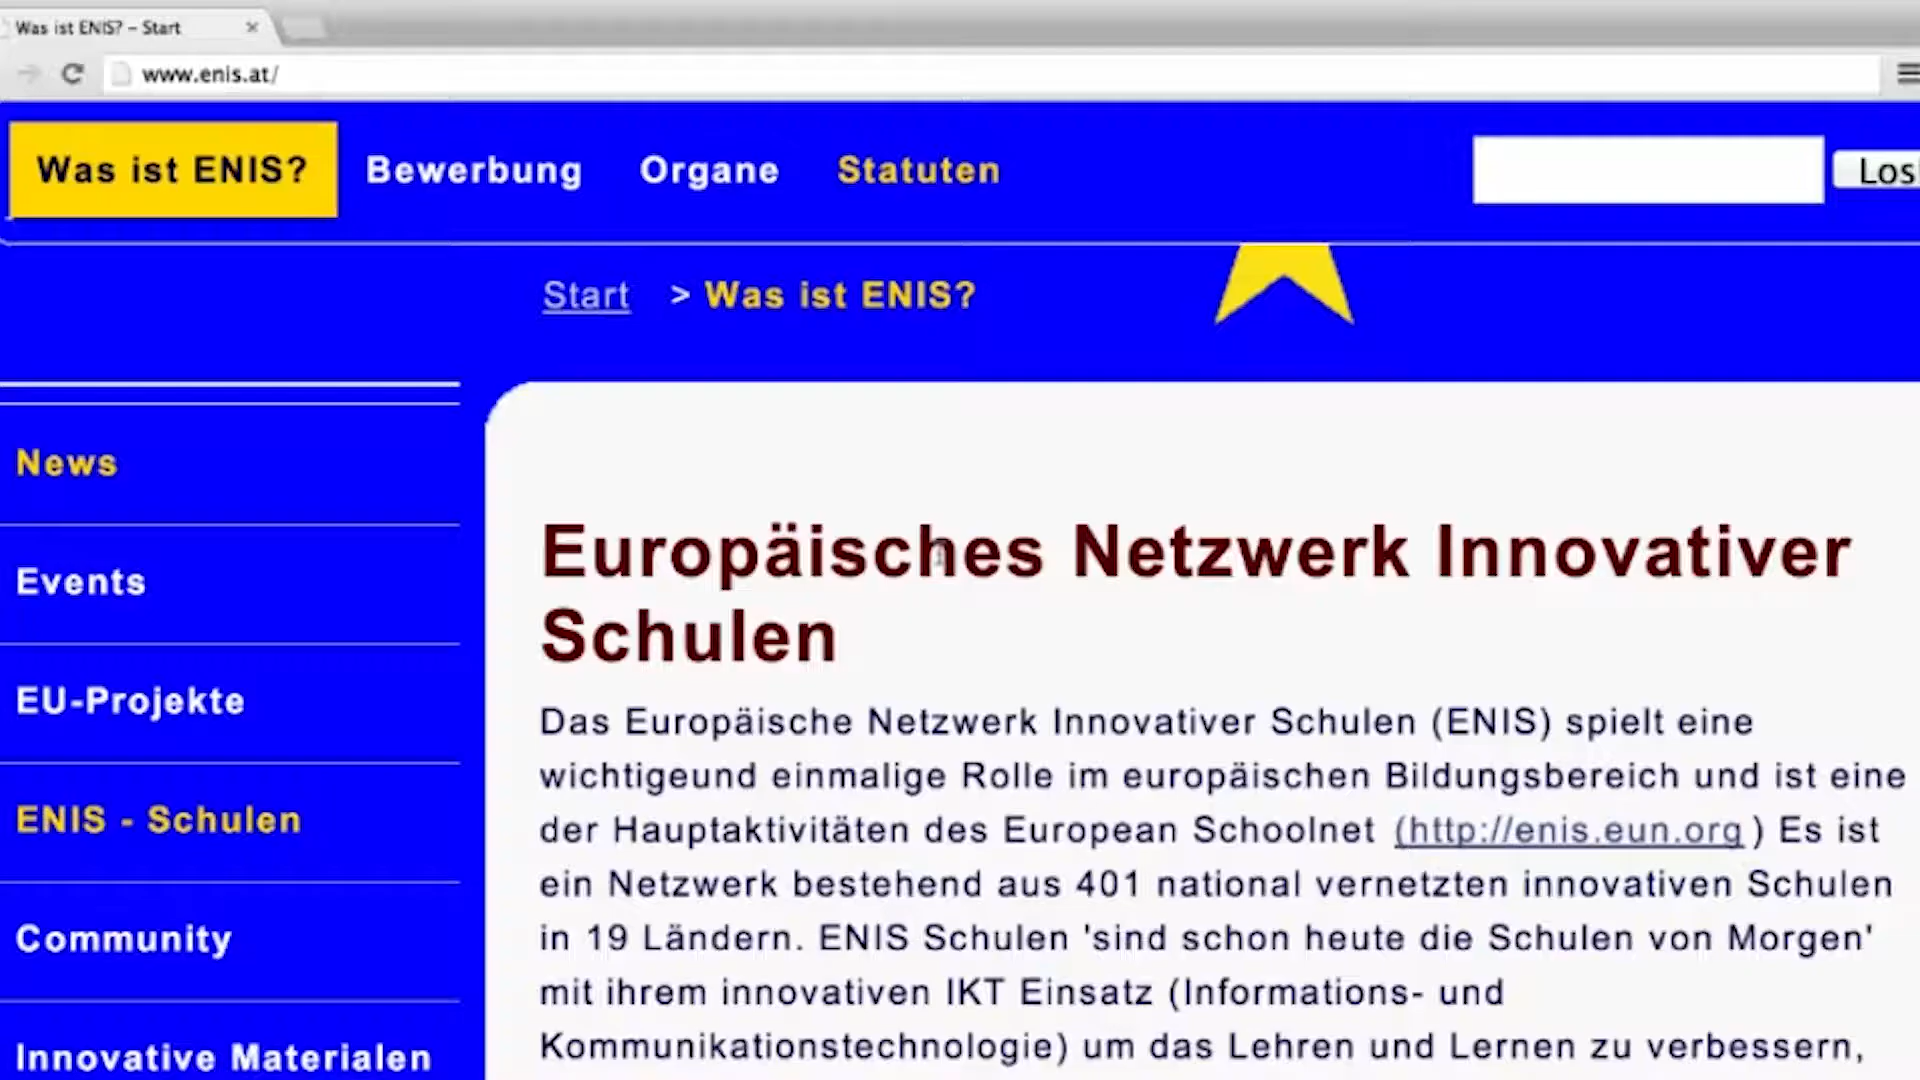 Was ist ENIS? – Start
www.enis.at/
Was ist ENIS? Bewerbung Organe Statuten
Start > Was ist ENIS?
News
Events
EU-Projekte
ENIS - Schulen
Community
Innovative Materialen
Europäisches Netzwerk Innovativer
Schulen
Das Europäische Netzwerk Innovativer Schulen (ENIS) spielt eine
wichtigeund einmalige Rolle im europäischen Bildungsbereich und ist eine
der Hauptaktivitäten des European Schoolnet (http://enis.eun.org ) Es ist
ein Netzwerk bestehend aus 401 national vernetzten innovativen Schulen
in 19 Ländern. ENIS Schulen 'sind schon heute die Schulen von Morgen'
mit ihrem innovativen IKT Einsatz (Informations- und
Kommunikationstechnologie) um das Lehren und Lernen zu verbessern,